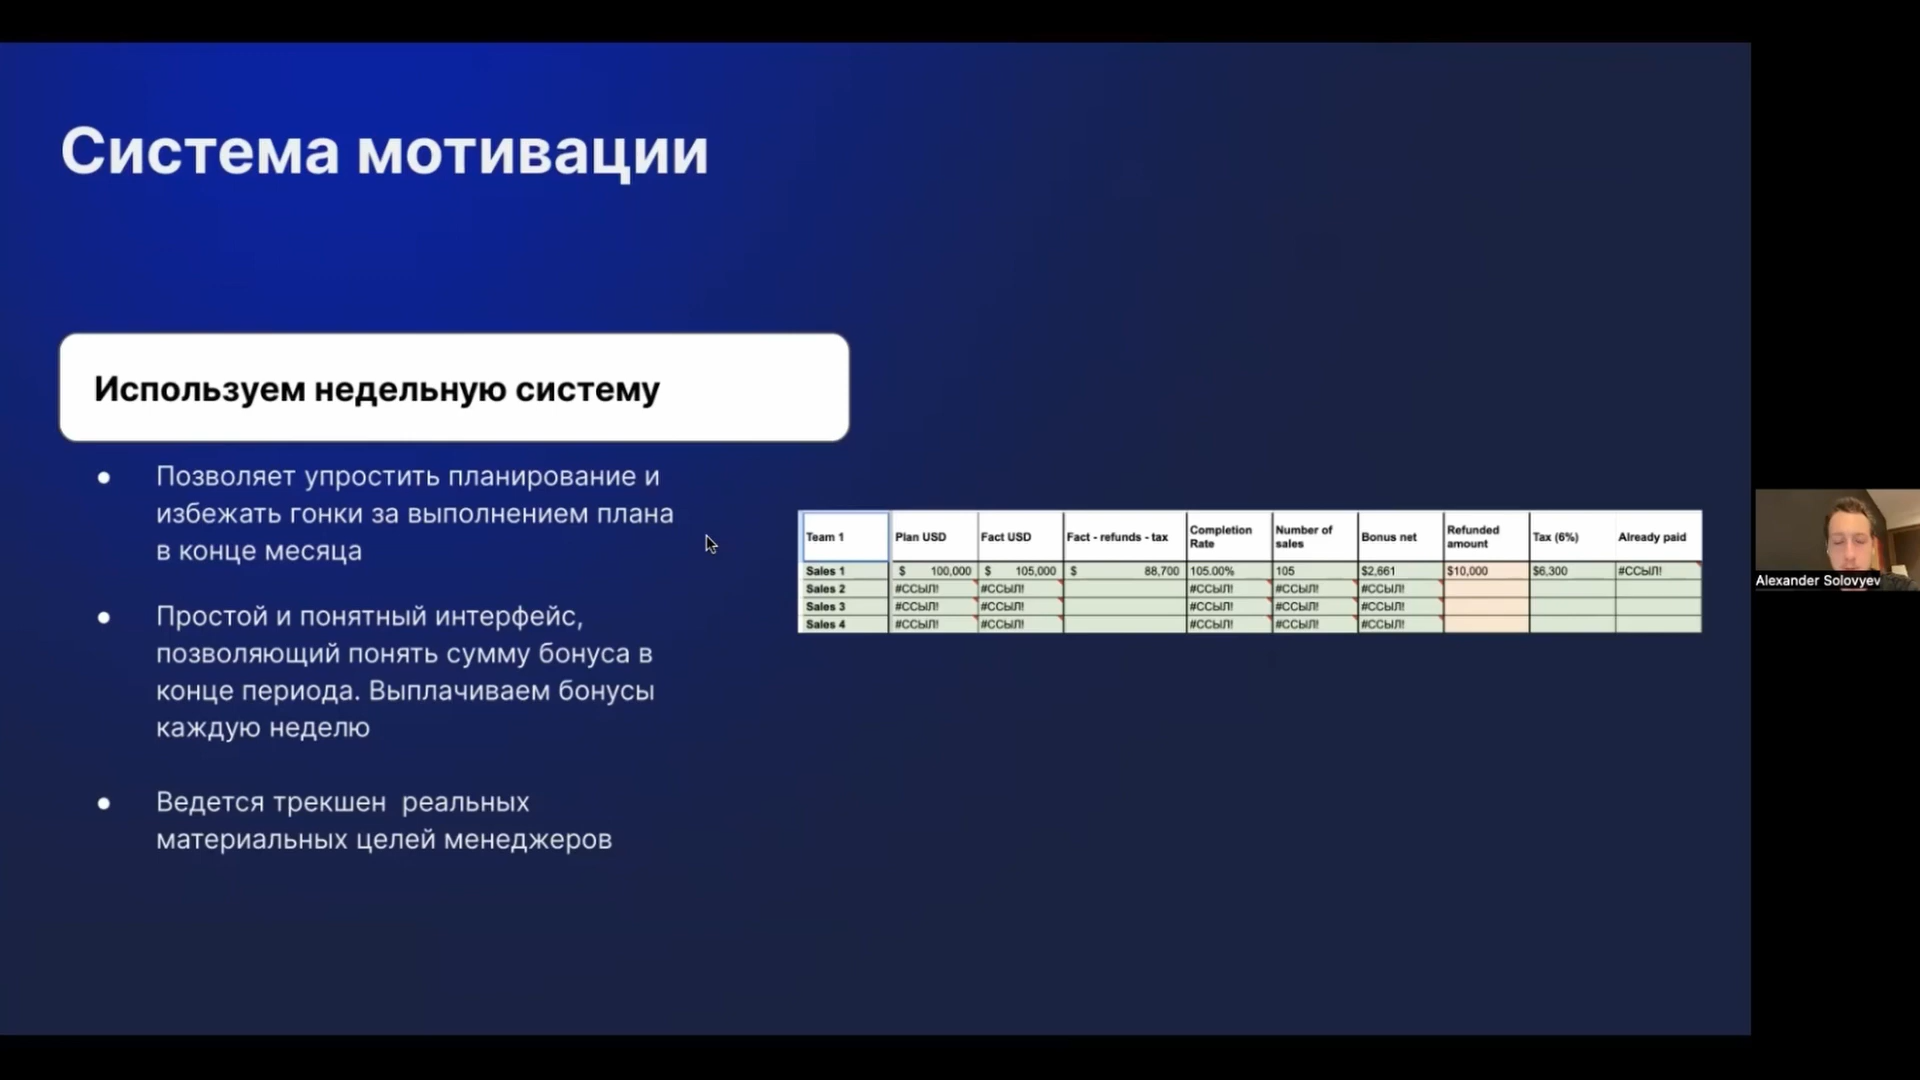 Система мотивации
Используем недельную систему
● Позволяет упростить планирование и
избежать гонки за выполнением плана
в конце месяца
● Простой и понятный интерфейс,
позволяющий понять сумму бонуса в
конце периода. Выплачиваем бонусы
каждую неделю
● Ведется трекшен реальных
материальных целей менеджеров
Team 1 Plan USD Fact USD Fact - refunds - tax Completion Rate Number of sales Bonus net Refunded amount Tax (6%) Already paid
Sales 1 $ 100,000 $ 105,000 $ 88,700 105.00% 105 $2,661 $10,000 $6,300 #ССЫЛ!
Sales 2 #ССЫЛ! #ССЫЛ! #ССЫЛ! #ССЫЛ! #ССЫЛ!
Sales 3 #ССЫЛ! #ССЫЛ! #ССЫЛ! #ССЫЛ! #ССЫЛ!
Sales 4 #ССЫЛ! #ССЫЛ! #ССЫЛ! #ССЫЛ! #ССЫЛ!
Alexander Solovyev